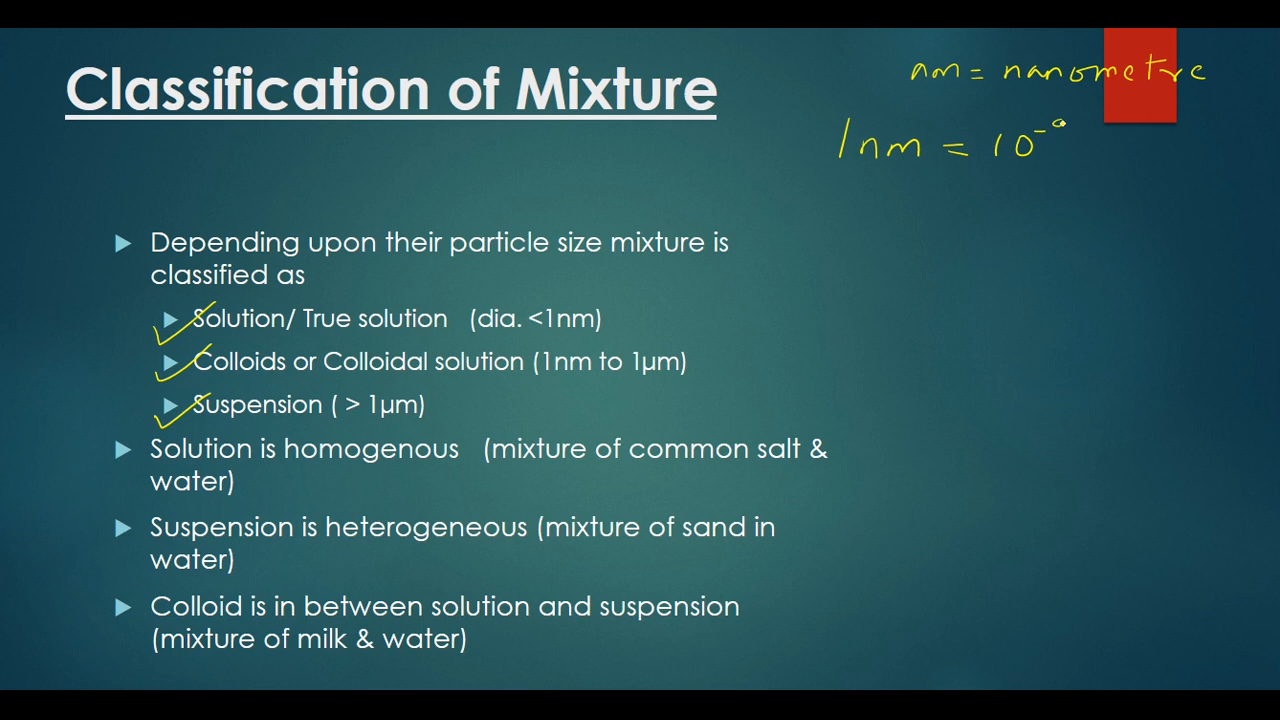 Classification of Mixture
nm = nanometre
1nm = 10-
Depending upon their particle size mixture is
classified as
Solution/ True solution (dia. <1nm)
Colloids or Colloidal solution (1nm to 1µm)
Suspension ( > 1µm)
Solution is homogenous (mixture of common salt &
water)
Suspension is heterogeneous (mixture of sand in
water)
Colloid is in between solution and suspension
(mixture of milk & water)